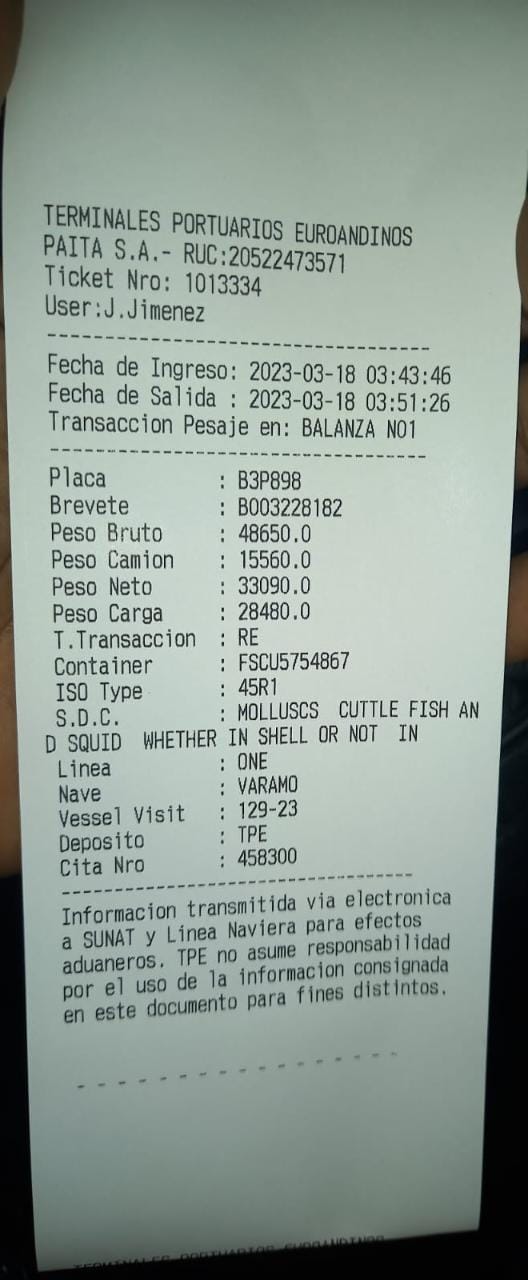 TERMINALES PORTUARIOS EUROANDINOS
PAITA S.A.- RUC:20522473571
Ticket Nro: 1013334
User:J.Jimenez
--------------------------------
Fecha de Ingreso: 2023-03-18 03:43:46
Fecha de Salida : 2023-03-18 03:51:26
Transaccion Pesaje en: BALANZA NO1
--------------------------------
Placa : B3P898
Brevete : B003228182
Peso Bruto : 48650.0
Peso Camion : 15560.0
Peso Neto : 33090.0
Peso Carga : 28480.0
T.Transaccion : RE
Container : FSCU5754867
ISO Type : 45R1
S.D.C. : MOLLUSCS CUTTLE FISH AN
D SQUID WHETHER IN SHELL OR NOT IN
Linea : ONE
Nave : VARAMO
Vessel Visit : 129-23
Deposito : TPE
Cita Nro : 458300
--------------------------------
Informacion transmitida via electronica
a SUNAT y Linea Naviera para efectos
aduaneros. TPE no asume responsabilidad
por el uso de la informacion consignada
en este documento para fines distintos.
- - - - - - - - - - - - - - - -
TERMINALES PORTUARIOS EUROANDINOS